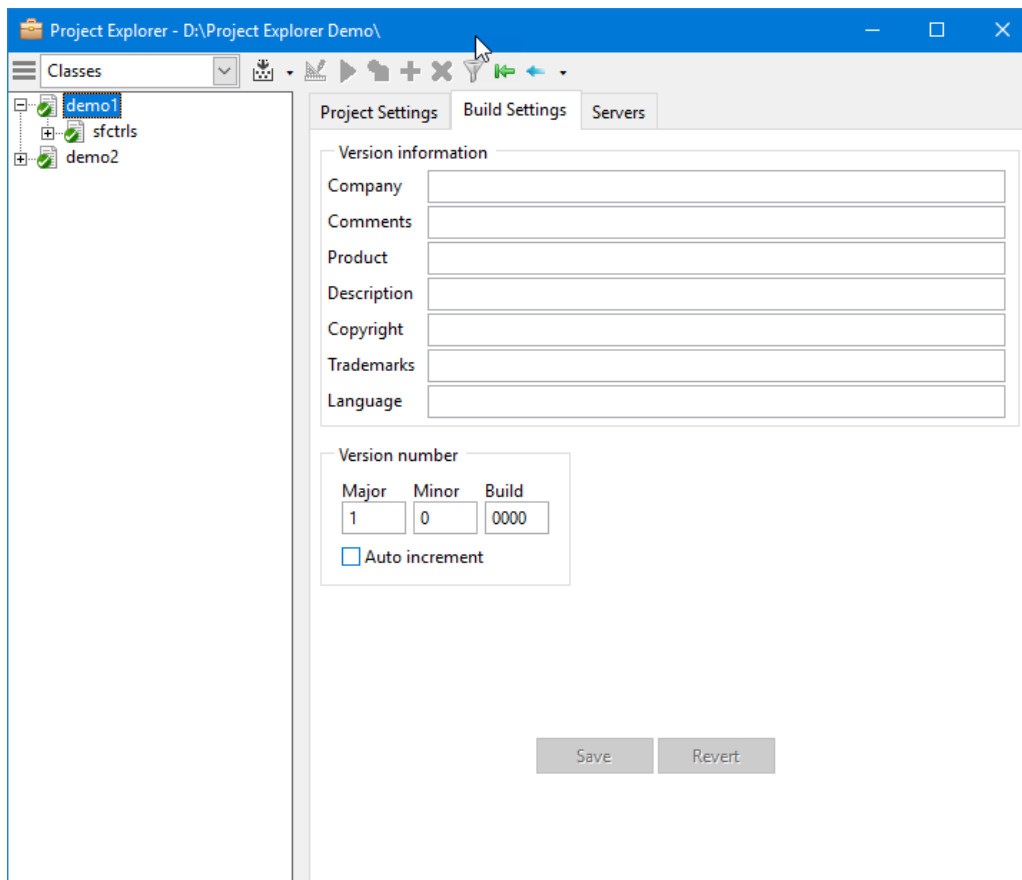 Project Explorer - D:\Project Explorer Demo\
Classes
demo1
sfctrls
demo2
Project Settings
Build Settings
Servers
Version information
Company
Comments
Product
Description
Copyright
Trademarks
Language
Version number
Major Minor Build
1 0 0000
Auto increment
Save Revert